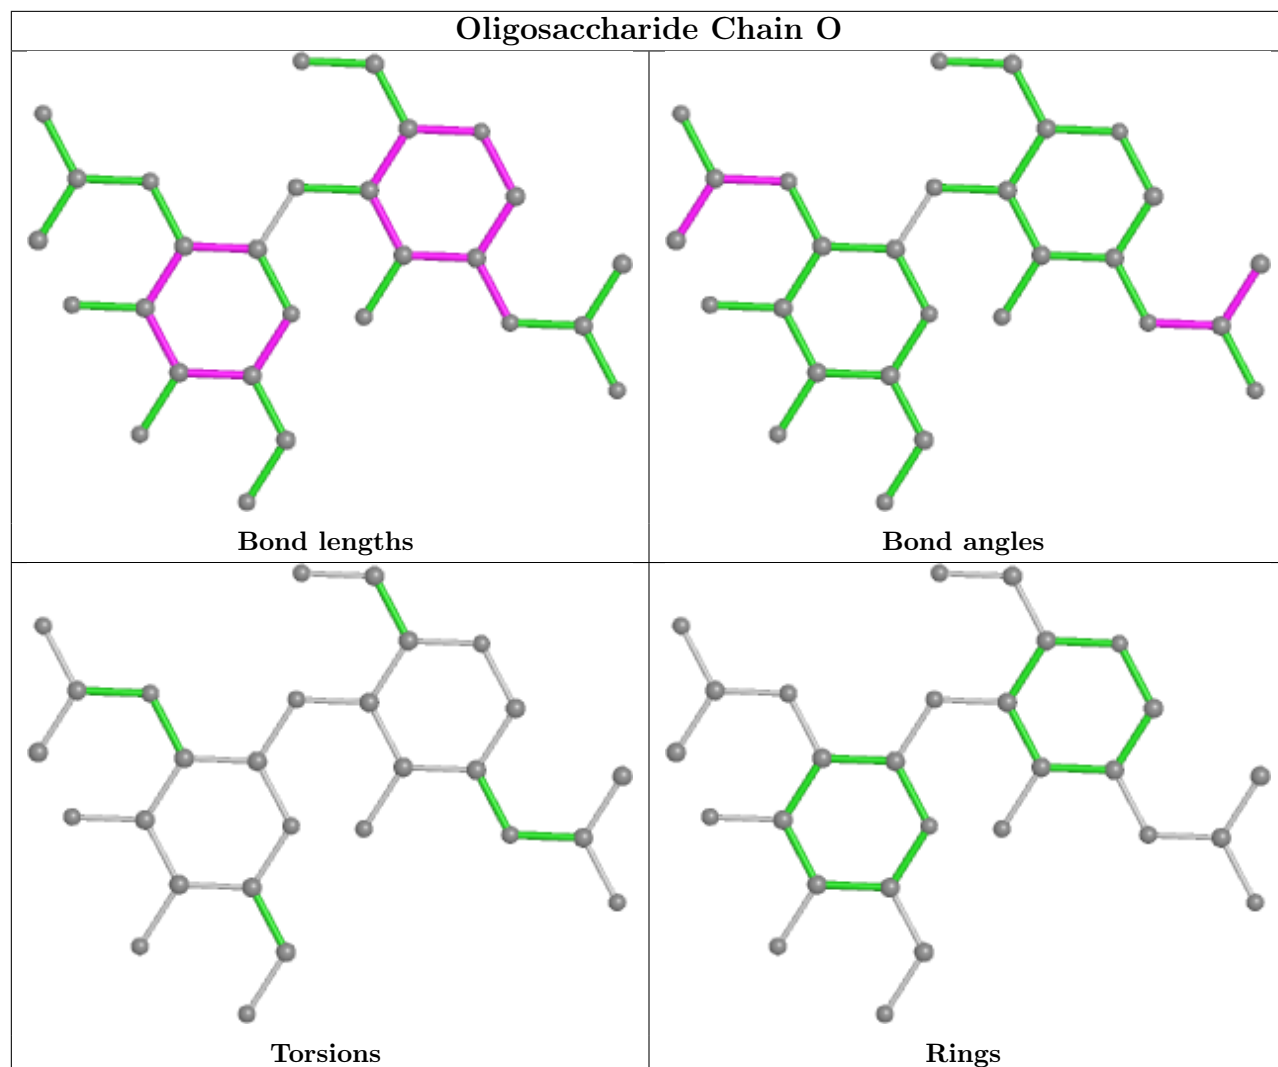 Oligosaccharide Chain O
Bond lengths
Bond angles
Torsions
Rings